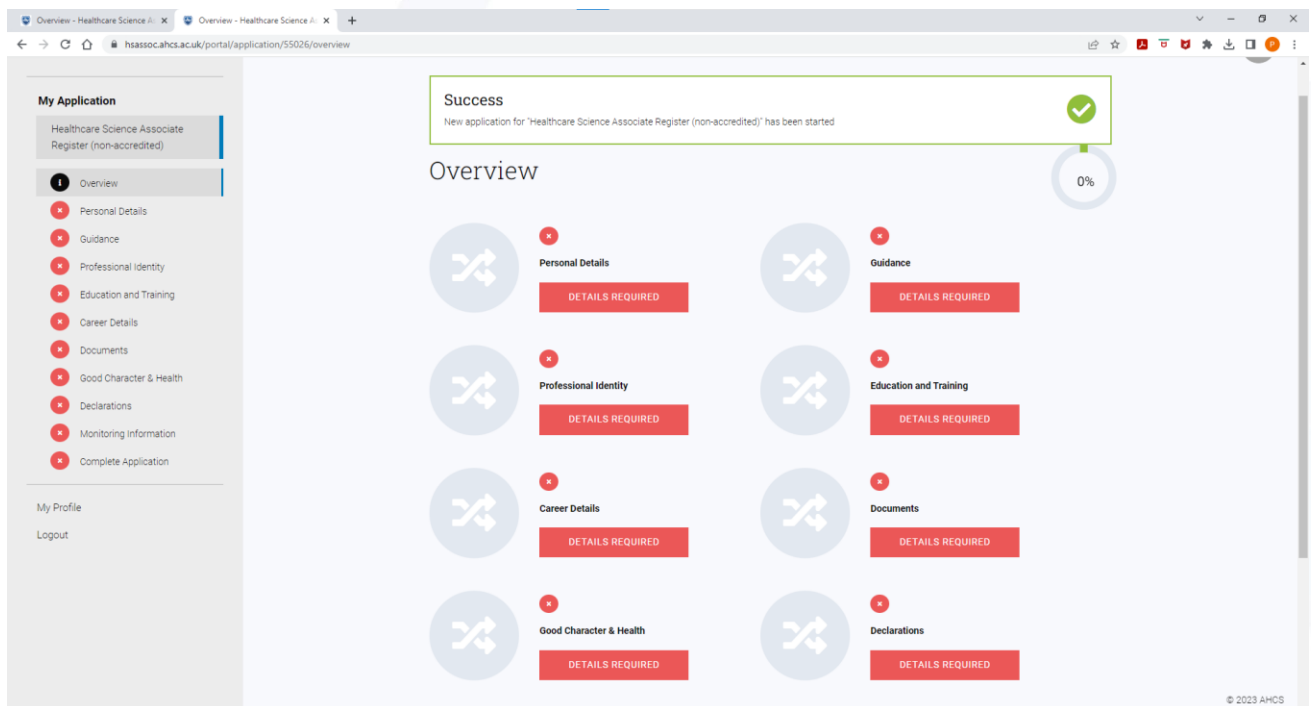 Overview - Healthcare Science A
Overview - Healthcare Science A
hsassoc.ahcs.ac.uk/portal/application/55026/overview
P
My Application
Healthcare Science Associate
Register (non-accredited)
Overview
Personal Details
Guidance
Professional Identity
Education and Training
Career Details
Documents
Good Character & Health
Declarations
Monitoring Information
Complete Application
My Profile
Logout
Success
New application for "Healthcare Science Associate Register (non-accredited)" has been started
Overview
0%
Personal Details
DETAILS REQUIRED
Guidance
DETAILS REQUIRED
Professional Identity
DETAILS REQUIRED
Education and Training
DETAILS REQUIRED
Career Details
DETAILS REQUIRED
Documents
DETAILS REQUIRED
Good Character & Health
DETAILS REQUIRED
Declarations
DETAILS REQUIRED
© 2023 AHCS